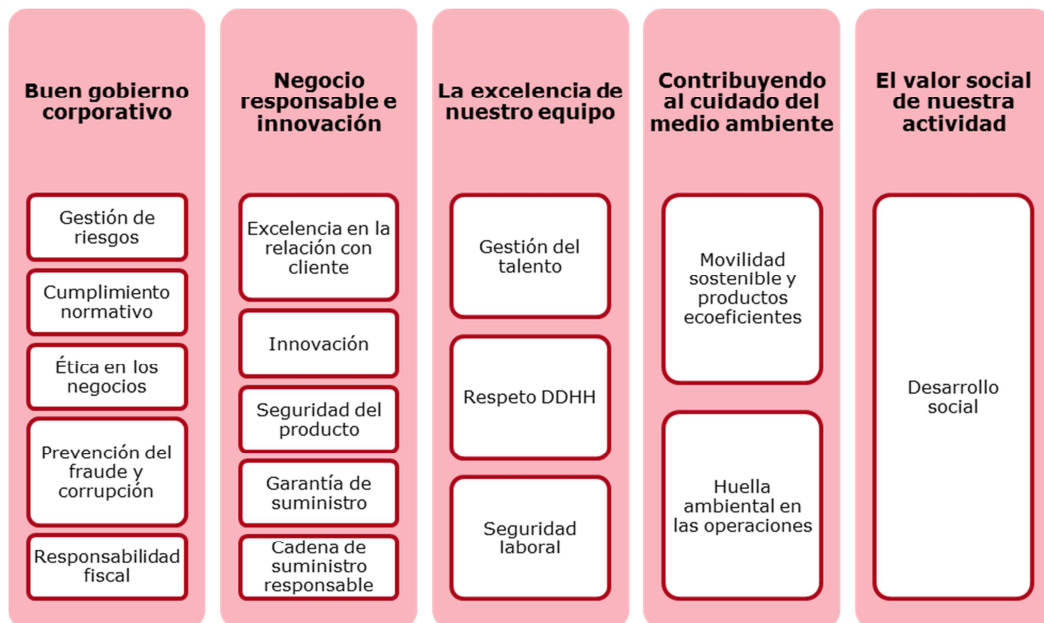 Buen gobierno
corporativo
Gestión de
riesgos
Cumplimiento
normativo
Ética en los
negocios
Prevención del
fraude y
corrupción
Responsabilidad
fiscal
Negocio
responsable e
innovación
Excelencia en la
relación con
cliente
Innovación
Seguridad del
producto
Garantía de
suministro
Cadena de
suministro
responsable
La excelencia de
nuestro equipo
Gestión del
talento
Respeto DDHH
Seguridad
laboral
Contribuyendo
al cuidado del
medio ambiente
Movilidad
sostenible y
productos
ecoeficientes
Huella
ambiental en
las operaciones
El valor social
de nuestra
actividad
Desarrollo
social